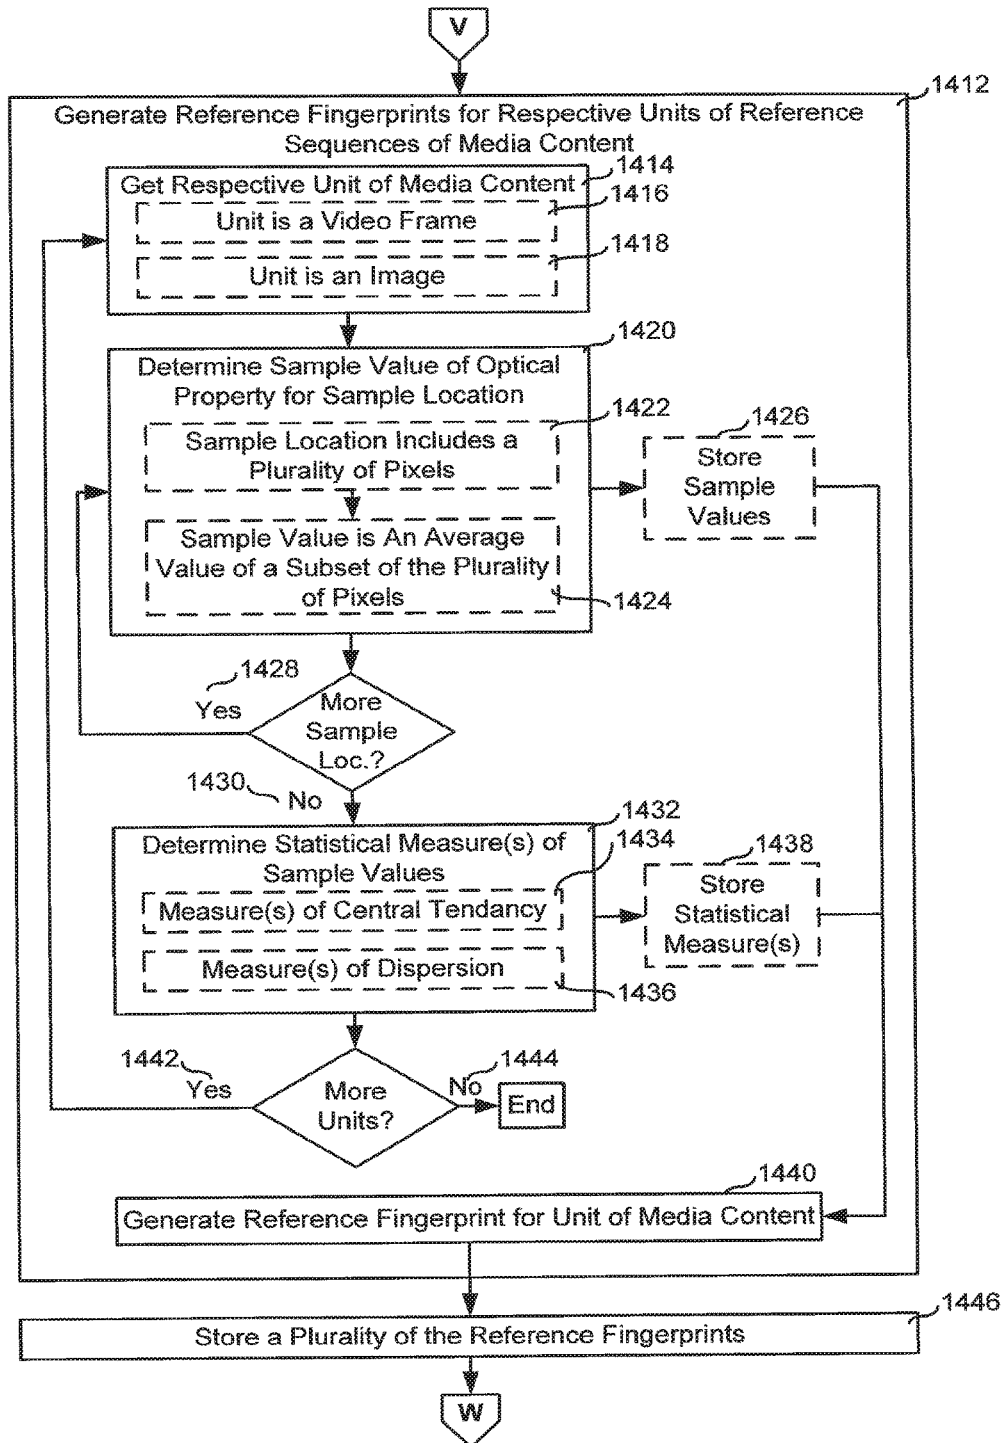 V
1412
Generate Reference Fingerprints for Respective Units of Reference
Sequences of Media Content
1414
Get Respective Unit of Media Content
1416
Unit is a Video Frame
1418
Unit is an Image
1420
Determine Sample Value of Optical
Property for Sample Location
1422
Sample Location Includes a
Plurality of Pixels
1426
Store
Sample
Values
Sample Value is An Average
Value of a Subset of the Plurality
of Pixels
1424
1428
Yes
More
Sample
Loc.?
1430
No
1432
Determine Statistical Measure(s) of
Sample Values
1434
Measure(s) of Central Tendancy
1438
Store
Statistical
Measure(s)
Measure(s) of Dispersion
1436
1442
Yes
More
Units?
1444
No
End
1440
Generate Reference Fingerprint for Unit of Media Content
1446
Store a Plurality of the Reference Fingerprints
W